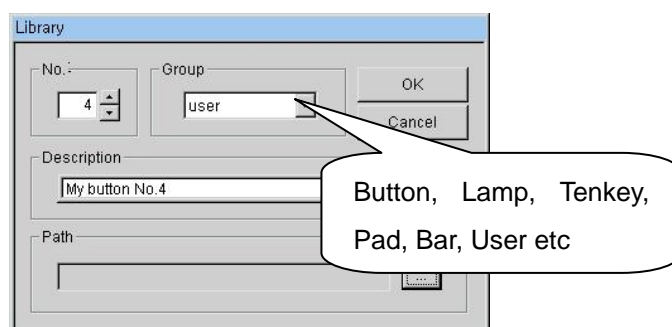 Library
No.:
Group
4
user
OK
Cancel
Description
My button No.4
Button, Lamp, Tenkey,
Pad, Bar, User etc
Path
...